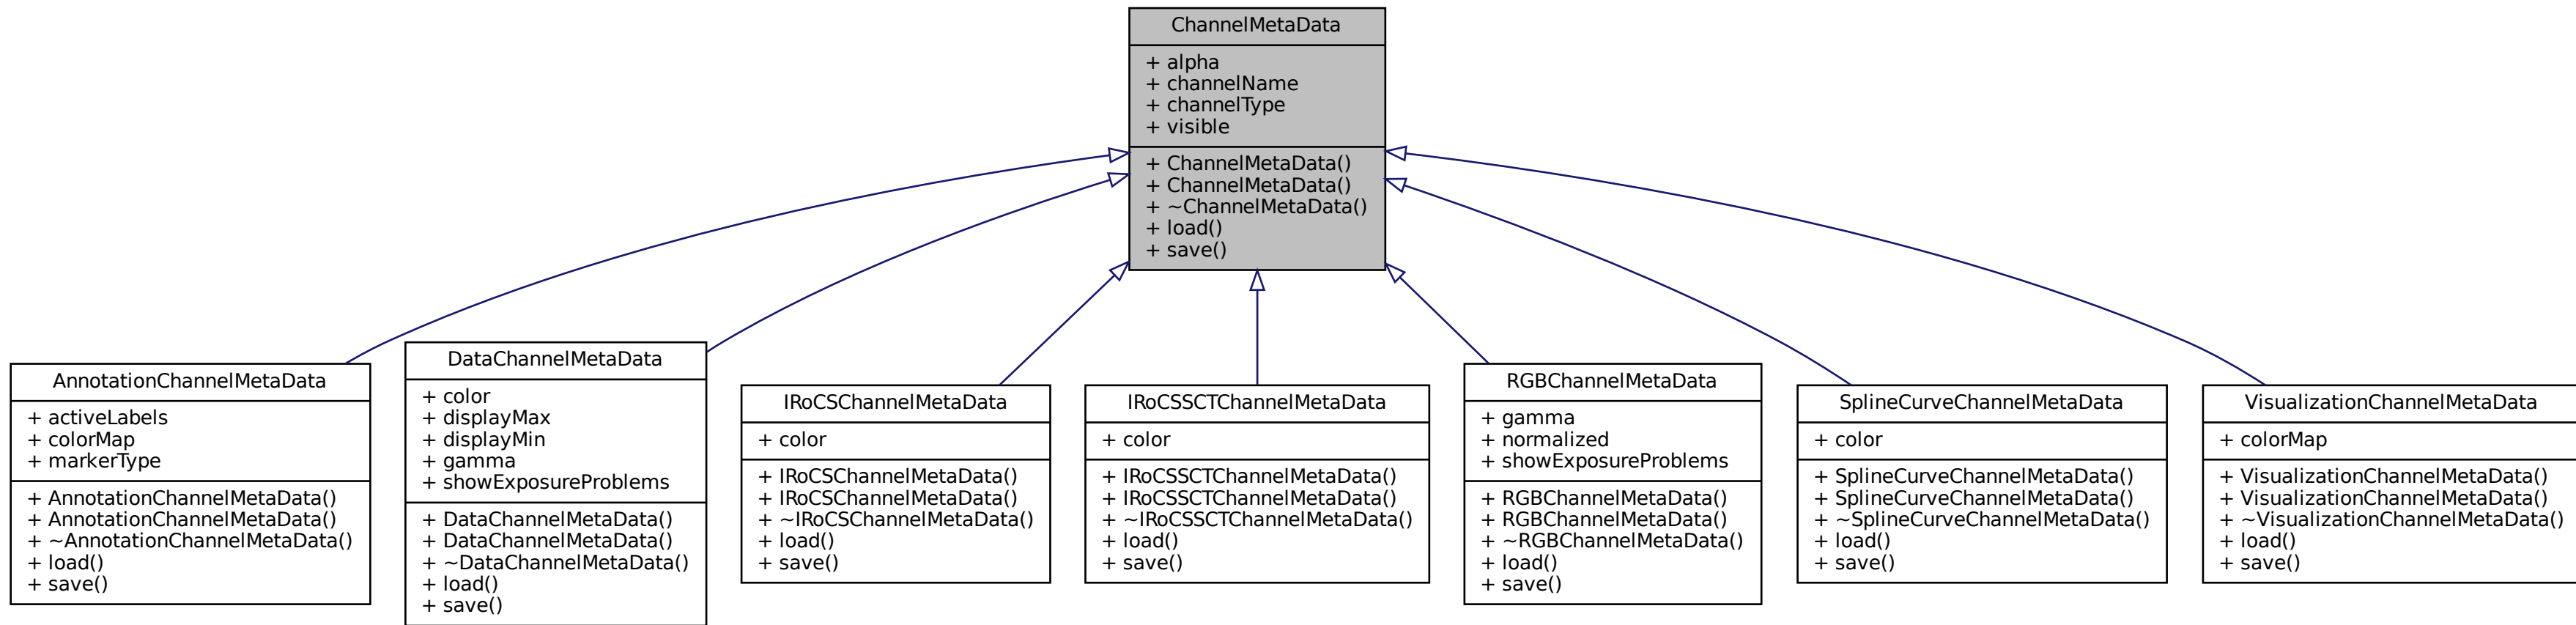 ChannelMetaData
+ alpha
+ channelName
+ channelType
+ visible
+ ChannelMetaData()
+ ChannelMetaData()
+ ~ChannelMetaData()
+ load()
+ save()
AnnotationChannelMetaData
+ activeLabels
+ colorMap
+ markerType
+ AnnotationChannelMetaData()
+ AnnotationChannelMetaData()
+ ~AnnotationChannelMetaData()
+ load()
+ save()
DataChannelMetaData
+ color
+ displayMax
+ displayMin
+ gamma
+ showExposureProblems
+ DataChannelMetaData()
+ DataChannelMetaData()
+ ~DataChannelMetaData()
+ load()
+ save()
IRoCSChannelMetaData
+ color
+ IRoCSChannelMetaData()
+ IRoCSChannelMetaData()
+ ~IRoCSChannelMetaData()
+ load()
+ save()
IRoCSSCTChannelMetaData
+ color
+ IRoCSSCTChannelMetaData()
+ IRoCSSCTChannelMetaData()
+ ~IRoCSSCTChannelMetaData()
+ load()
+ save()
RGBChannelMetaData
+ gamma
+ normalized
+ showExposureProblems
+ RGBChannelMetaData()
+ RGBChannelMetaData()
+ ~RGBChannelMetaData()
+ load()
+ save()
SplineCurveChannelMetaData
+ color
+ SplineCurveChannelMetaData()
+ SplineCurveChannelMetaData()
+ ~SplineCurveChannelMetaData()
+ load()
+ save()
VisualizationChannelMetaData
+ colorMap
+ VisualizationChannelMetaData()
+ VisualizationChannelMetaData()
+ ~VisualizationChannelMetaData()
+ load()
+ save()